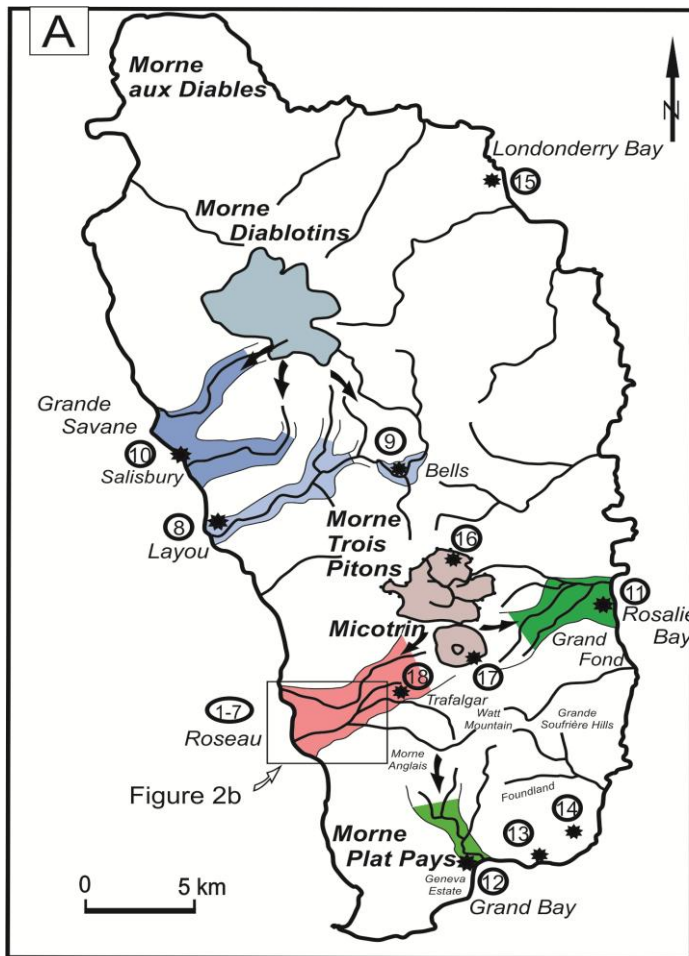 A
Morne
aux Diables
N
Londonderry Bay
15
Morne
Diablotins
Grande
Savane
10
Salisbury
9
Bells
8
Layou
Morne
Trois
Pitons
16
11
Rosalie
Bay
Micotrin
Grand
Fond
17
18
Trafalgar
1-7
Roseau
Watt
Mountain
Grande
Soufrière Hills
Morne
Anglais
Figure 2b
Foundland
14
13
Morne
Plat Pays
Geneva
Estate
12
Grand Bay
0 5 km